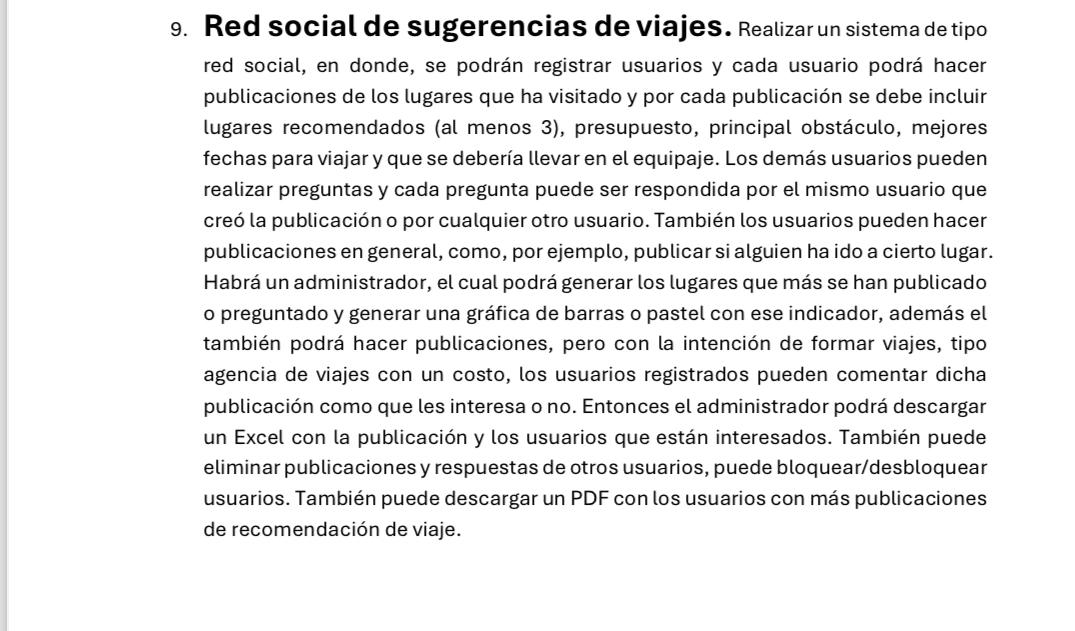 9. Red social de sugerencias de viajes. Realizar un sistema de tipo
red social, en donde, se podrán registrar usuarios y cada usuario podrá hacer
publicaciones de los lugares que ha visitado y por cada publicación se debe incluir
lugares recomendados (al menos 3), presupuesto, principal obstáculo, mejores
fechas para viajar y que se debería llevar en el equipaje. Los demás usuarios pueden
realizar preguntas y cada pregunta puede ser respondida por el mismo usuario que
creó la publicación o por cualquier otro usuario. También los usuarios pueden hacer
publicaciones en general, como, por ejemplo, publicar si alguien ha ido a cierto lugar.
Habrá un administrador, el cual podrá generar los lugares que más se han publicado
o preguntado y generar una gráfica de barras o pastel con ese indicador, además el
también podrá hacer publicaciones, pero con la intención de formar viajes, tipo
agencia de viajes con un costo, los usuarios registrados pueden comentar dicha
publicación como que les interesa o no. Entonces el administrador podrá descargar
un Excel con la publicación y los usuarios que están interesados. También puede
eliminar publicaciones y respuestas de otros usuarios, puede bloquear/desbloquear
usuarios. También puede descargar un PDF con los usuarios con más publicaciones
de recomendación de viaje.